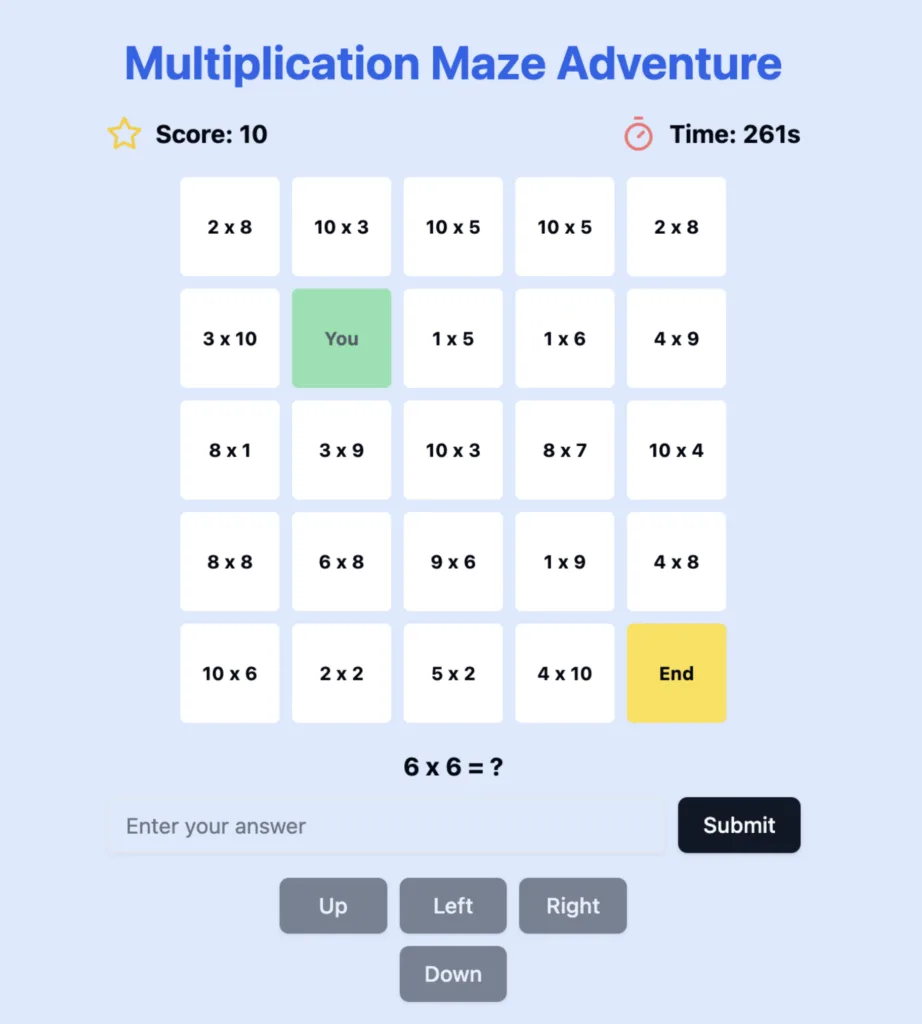 Multiplication Maze Adventure
Score: 10 Time: 261s
2 x 8 10 x 3 10 x 5 10 x 5 2 x 8
3 x 10 You 1 x 5 1 x 6 4 x 9
8 x 1 3 x 9 10 x 3 8 x 7 10 x 4
8 x 8 6 x 8 9 x 6 1 x 9 4 x 8
10 x 6 2 x 2 5 x 2 4 x 10 End
6 x 6 = ?
Enter your answer Submit
Up Left Right
Down